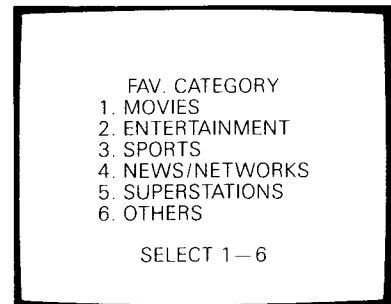 FAV. CATEGORY
1. MOVIES
2. ENTERTAINMENT
3. SPORTS
4. NEWS/NETWORKS
5. SUPERSTATIONS
6. OTHERS
SELECT 1—6